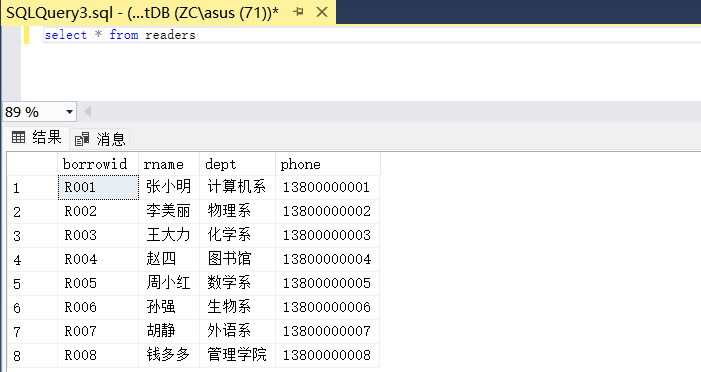 SQLQuery3.sql - (...tDB (ZC\asus (71))*
select * from readers
89 %
结果 消息
borrowid rname dept phone
1 R001 张小明 计算机系 13800000001
2 R002 李美丽 物理系 13800000002
3 R003 王大力 化学系 13800000003
4 R004 赵四 图书馆 13800000004
5 R005 周小红 数学系 13800000005
6 R006 孙强 生物系 13800000006
7 R007 胡静 外语系 13800000007
8 R008 钱多多 管理学院 13800000008